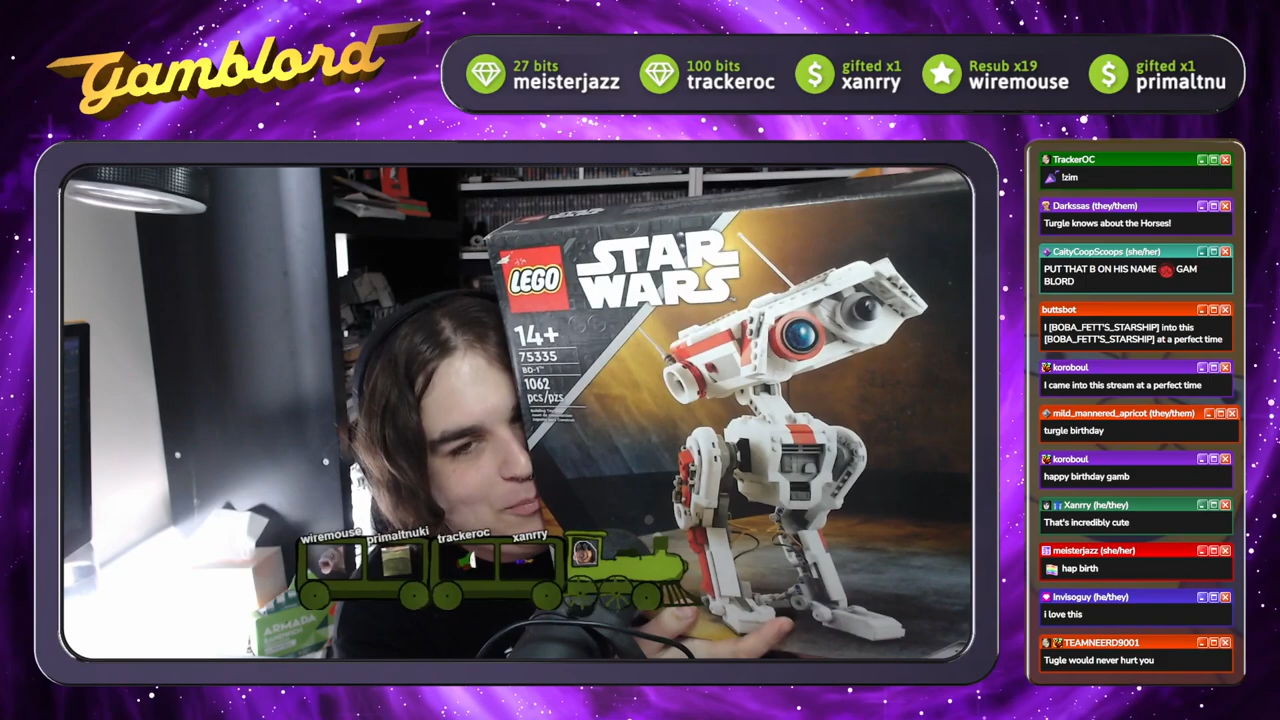 gamblord
27 bits
meisterjazz
100 bits
trackeroc
gifted x1
xanrry
Resub x19
wiremouse
gifted x1
primaltnu
STAR
WARS
LEGO
STAR
WARS
14+
75335
BD-1™
1062
pcs/pzs
wiremouse
primaltnuki
trackeroc
xanrry
ARMADA
TrackerOC
!zim
Darkssas (they/them)
Turgle knows about the Horses!
CaityCoopScoops (she/her)
PUT THAT B ON HIS NAME GAM
BLORD
buttsbot
I [BOBA_FETT'S_STARSHIP] into this
[BOBA_FETT'S_STARSHIP] at a perfect time
koroboul
I came into this stream at a perfect time
mild_mannered_apricot (they/them)
turgle birthday
koroboul
happy birthday gamb
Xanrry (he/they)
That's incredibly cute
meisterjazz (she/her)
hap birth
Invisoguy (he/they)
i love this
TEAMNEERD9001
Tugle would never hurt you